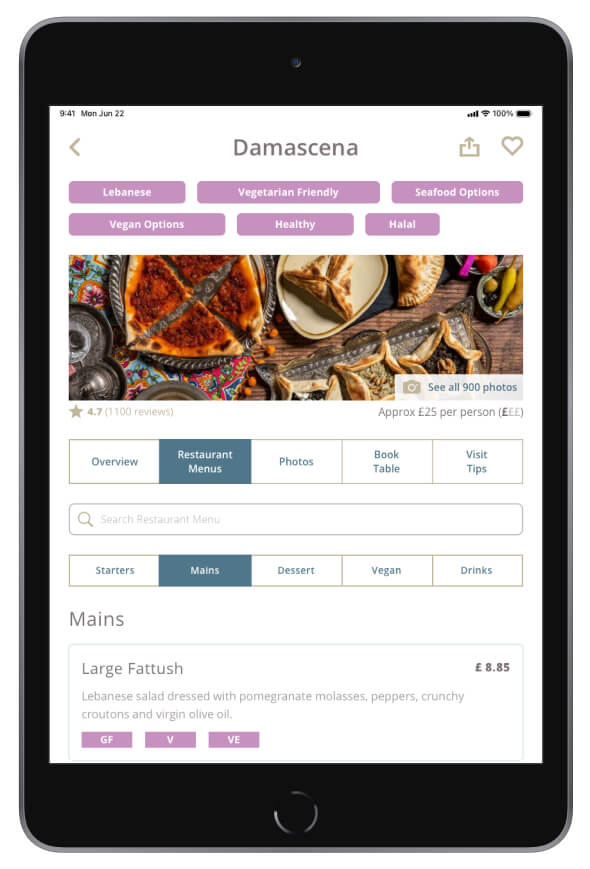 9:41 Mon Jun 22 100%
Damascena
Lebanese Vegetarian Friendly Seafood Options
Vegan Options Healthy Halal
See all 900 photos
4.7 (1100 reviews) Approx £25 per person (£££)
Overview Restaurant Menus Photos Book Table Visit Tips
Search Restaurant Menu
Starters Mains Dessert Vegan Drinks
Mains
Large Fattush £ 8.85
Lebanese salad dressed with pomegranate molasses, peppers, crunchy
croutons and virgin olive oil.
GF V VE